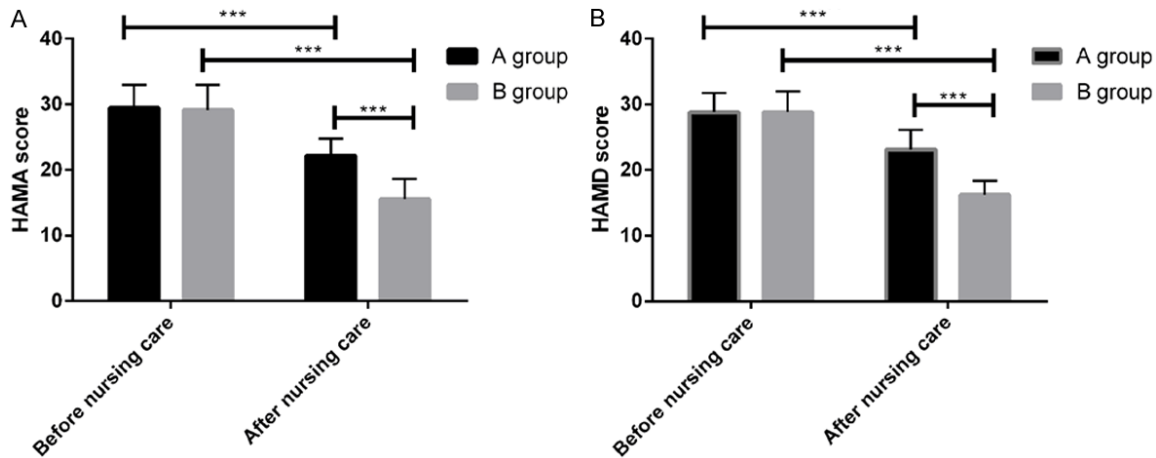 A
***
***
***
40
30
20
10
0
HAMA score
A group
B group
Before nursing care
After nursing care
B
***
***
***
40
30
20
10
0
HAMD score
A group
B group
Before nursing care
After nursing care